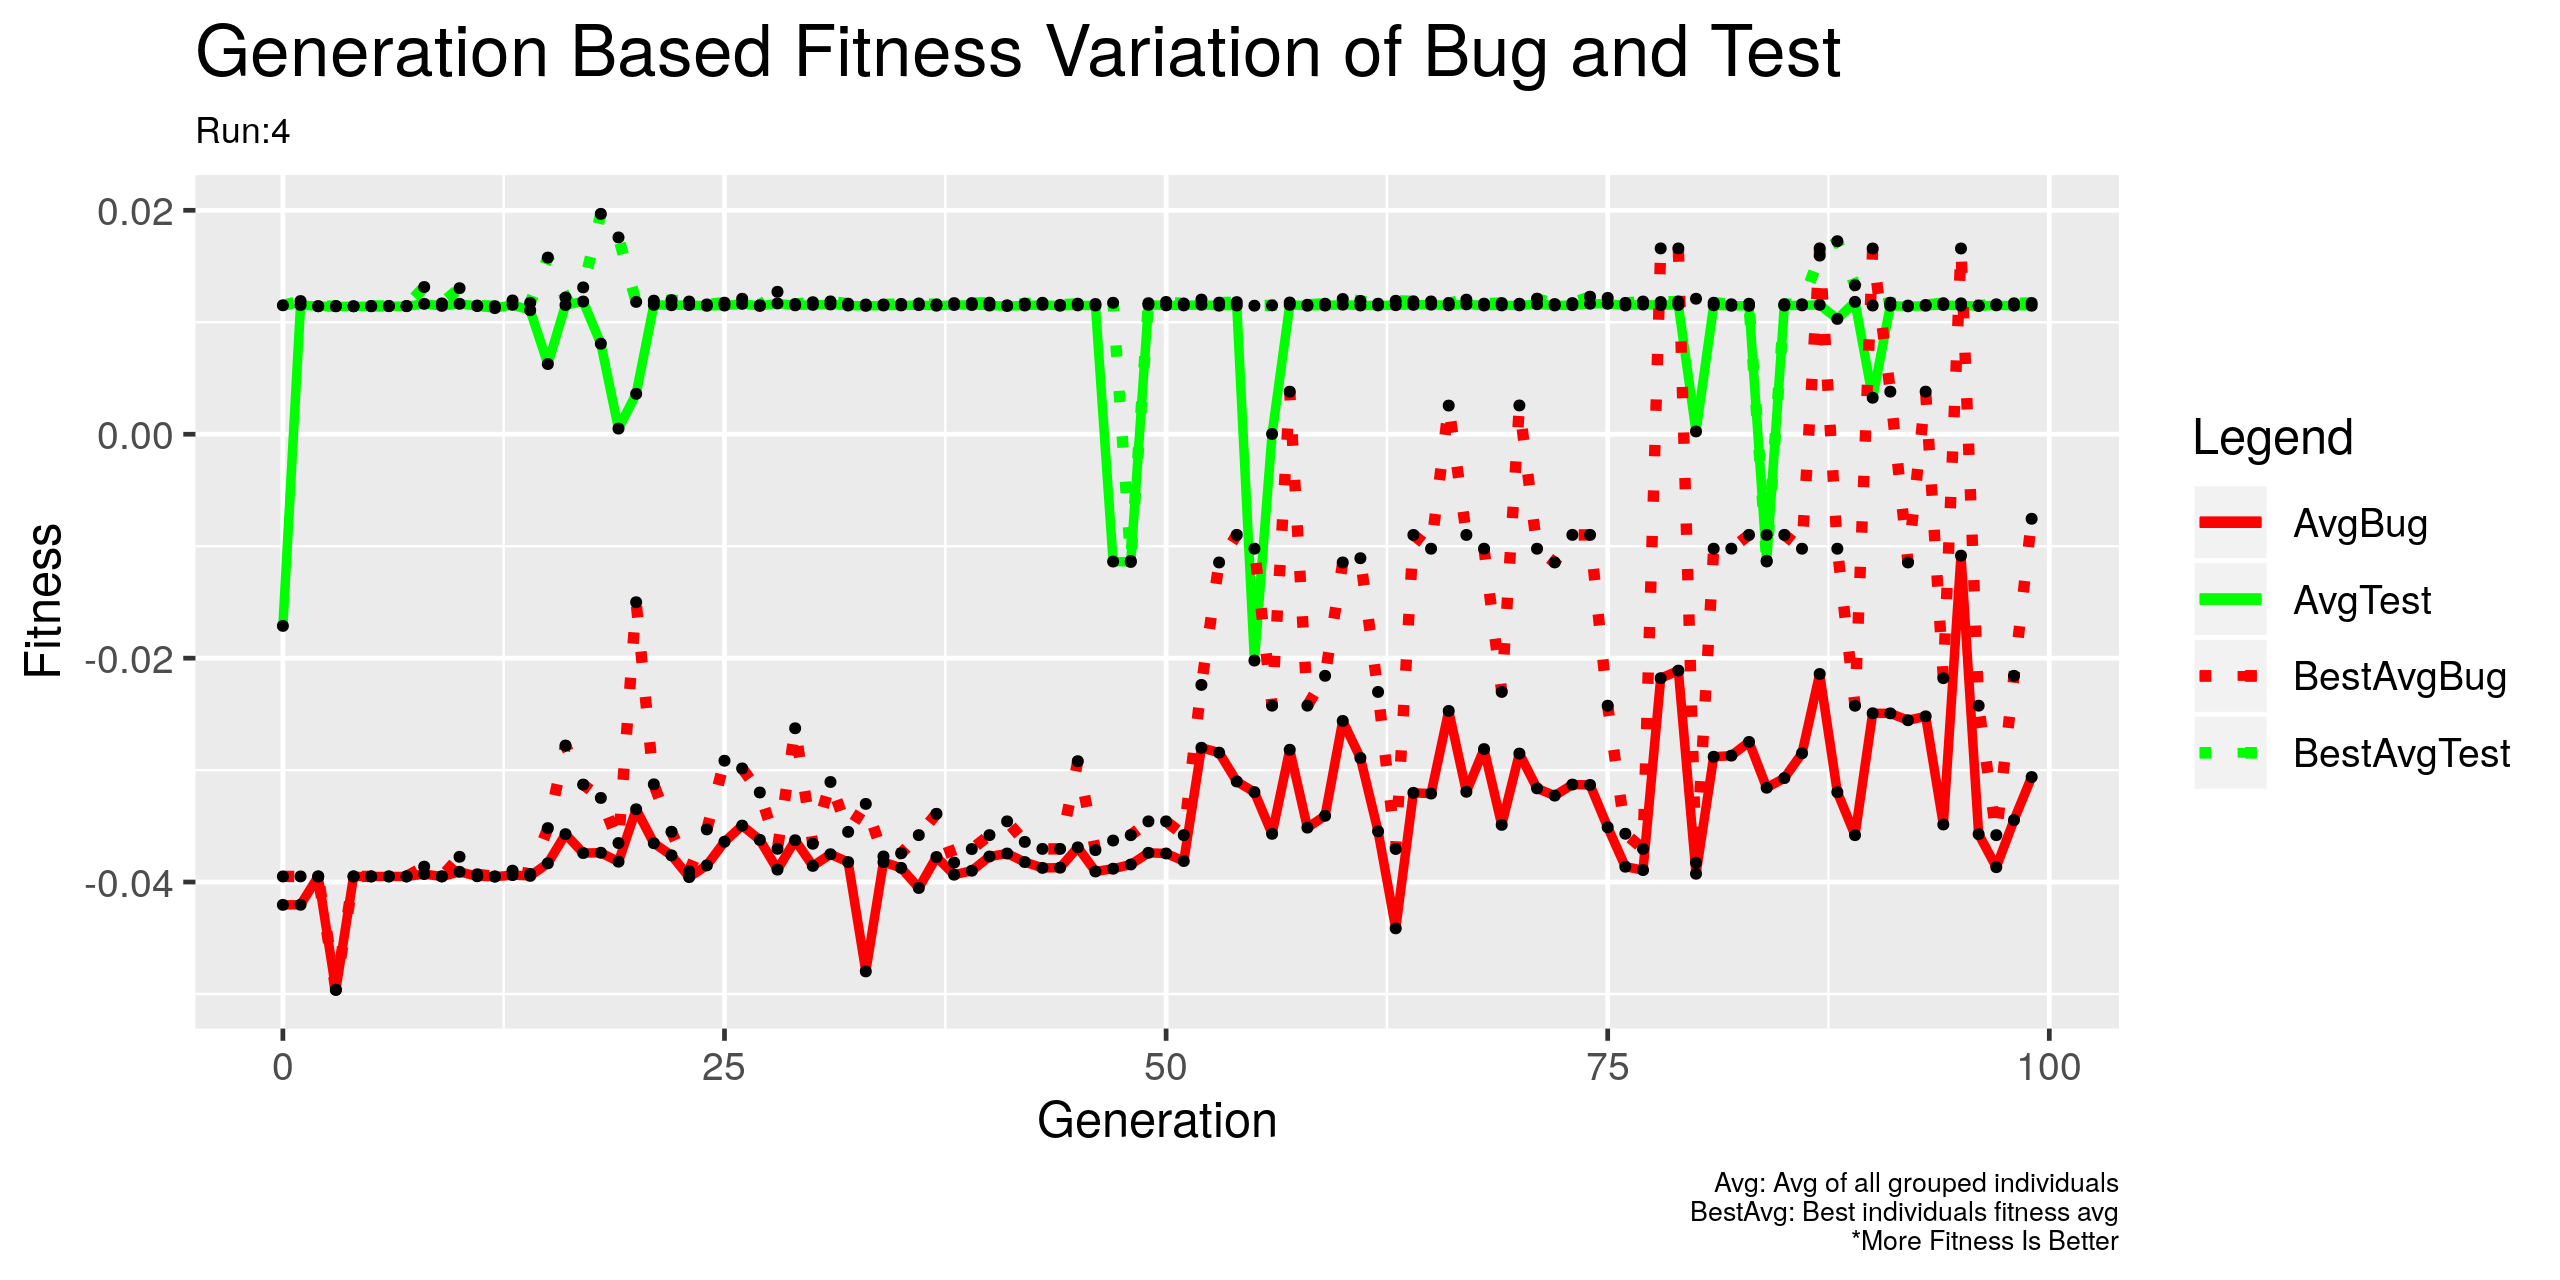 Generation Based Fitness Variation of Bug and Test
Run:4
0.02
0.00
-0.02
-0.04
Fitness
0 25 50 75 100
Generation
Legend
AvgBug
AvgTest
BestAvgBug
BestAvgTest
Avg: Avg of all grouped individuals
BestAvg: Best individuals fitness avg
*More Fitness Is Better